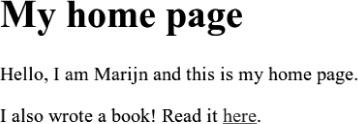 My home page
Hello, I am Marijn and this is my home page.
I also wrote a book! Read it here.